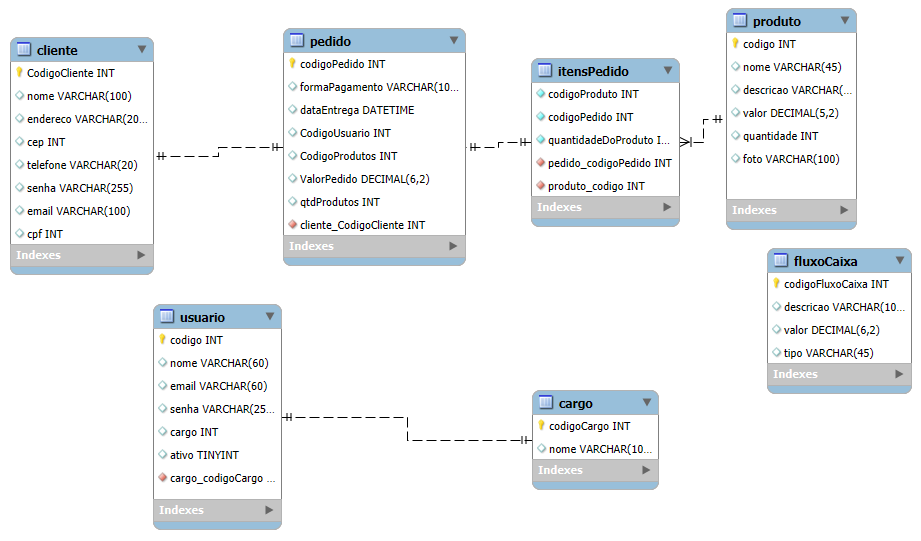 cliente
CodigoCliente INT
nome VARCHAR(100)
endereco VARCHAR(20...
cep INT
telefone VARCHAR(20)
senha VARCHAR(255)
email VARCHAR(100)
cpf INT
Indexes
pedido
codigoPedido INT
formaPagamento VARCHAR(10...
dataEntrega DATETIME
CodigoUsuario INT
CodigoProdutos INT
ValorPedido DECIMAL(6,2)
qtdProdutos INT
cliente_CodigoCliente INT
Indexes
itensPedido
codigoProduto INT
codigoPedido INT
quantidadeDoProduto I...
pedido_codigoPedido INT
produto_codigo INT
Indexes
produto
codigo INT
nome VARCHAR(45)
descricao VARCHAR(...
valor DECIMAL(5,2)
quantidade INT
foto VARCHAR(100)
Indexes
fluxoCaixa
codigoFluxoCaixa INT
descricao VARCHAR(10...
valor DECIMAL(6,2)
tipo VARCHAR(45)
Indexes
usuario
codigo INT
nome VARCHAR(60)
email VARCHAR(60)
senha VARCHAR(25...
cargo INT
ativo TINYINT
cargo_codigoCargo ...
Indexes
cargo
codigoCargo INT
nome VARCHAR(10...
Indexes